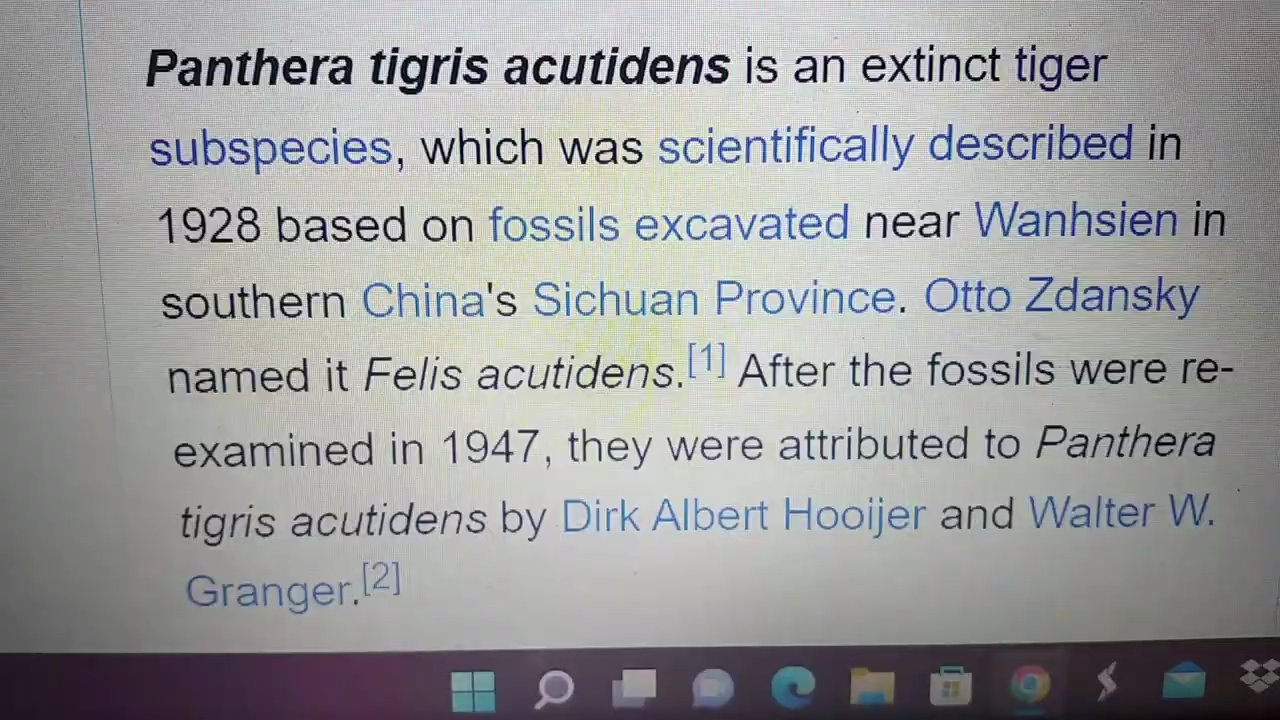 Panthera tigris acutidens is an extinct tiger
subspecies, which was scientifically described in
1928 based on fossils excavated near Wanhsien in
southern China's Sichuan Province. Otto Zdansky
named it Felis acutidens.[1] After the fossils were re-
examined in 1947, they were attributed to Panthera
tigris acutidens by Dirk Albert Hooijer and Walter W.
Granger.[2]